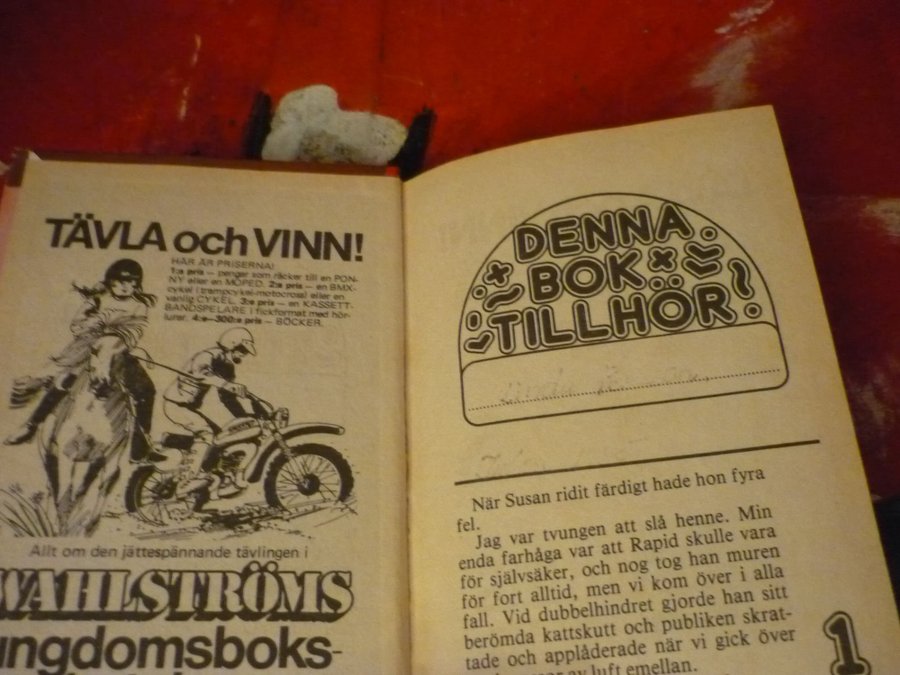 TÄVLA och VINN!
HÄR ÄR PRISERNA!
1:a pris – pengar som räcker till en PON-
NY eller en MOPED. 2:a pris – en BMX-
cykel (trampcykel-motocross) eller en
vanlig CYKEL. 3:e pris – en KASSETT-
BANDSPELARE i fickformat med hör-
lurar. 4:e–300:e pris – BÖCKER.
Allt om den jättespännande tävlingen i
WAHLSTRÖMS
ungdomsboks-
DENNA
BOK
TILLHÖR
När Susan ridit färdigt hade hon fyra
fel.
Jag var tvungen att slå henne. Min
enda farhåga var att Rapid skulle vara
för självsäker, och nog tog han muren
för fort alltid, men vi kom över i alla
fall. Vid dubbelhindret gjorde han sitt
berömda kattskutt och publiken skrat-
tade och applåderade när vi gick över
av luft emellan.
1